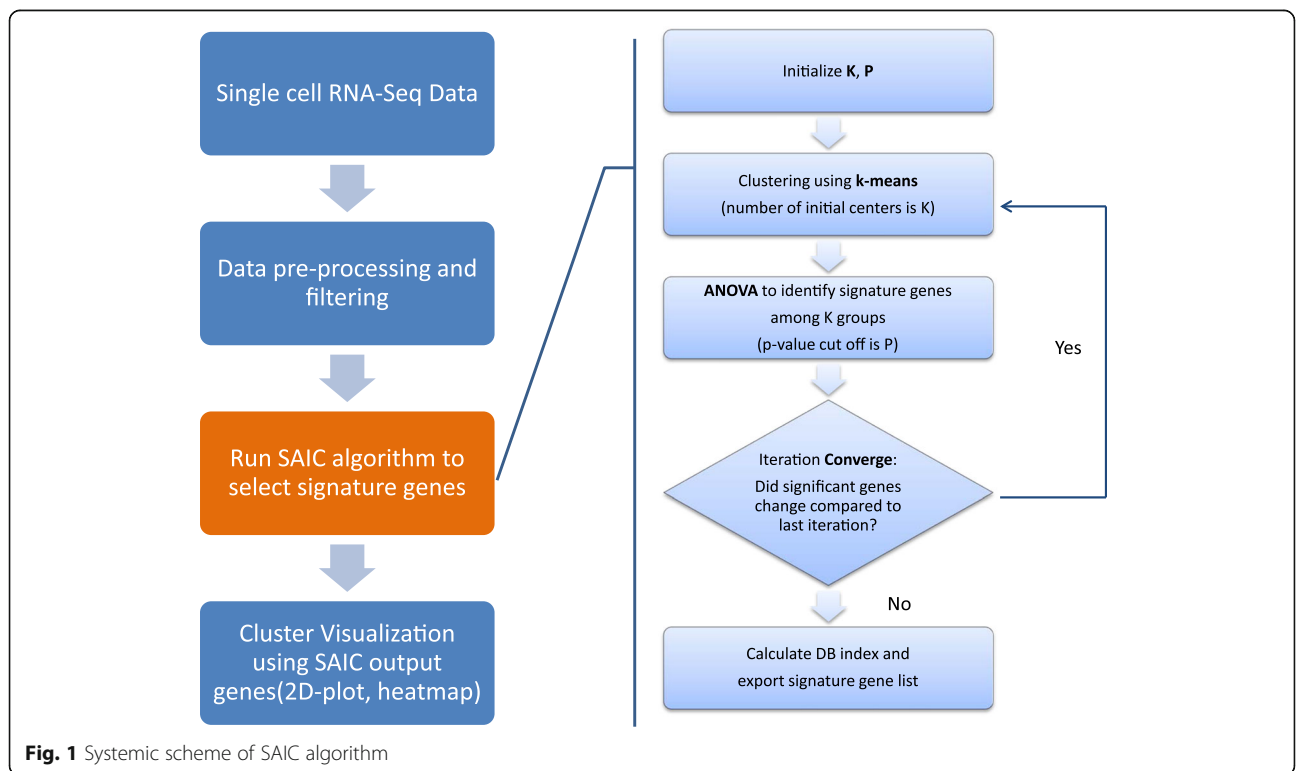 Single cell RNA-Seq Data
Data pre-processing and
filtering
Run SAIC algorithm to
select signature genes
Cluster Visualization
using SAIC output
genes(2D-plot, heatmap)
Initialize K, P
Clustering using k-means
(number of initial centers is K)
ANOVA to identify signature genes
among K groups
(p-value cut off is P)
Iteration Converge:
Did significant genes
change compared to
last iteration?
Yes
No
Calculate DB index and
export signature gene list
Fig. 1 Systemic scheme of SAIC algorithm